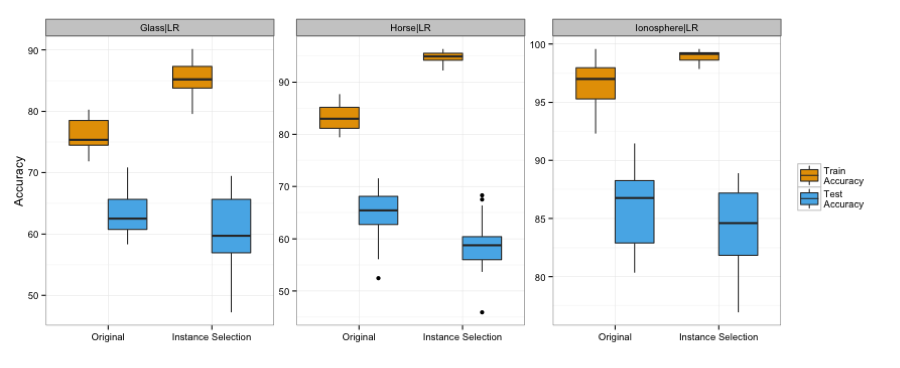 Glass|LR
Horse|LR
Ionosphere|LR
Accuracy
90
80
70
60
50
90
80
70
60
50
100
95
90
85
80
Original
Instance Selection
Original
Instance Selection
Original
Instance Selection
Train
Accuracy
Test
Accuracy